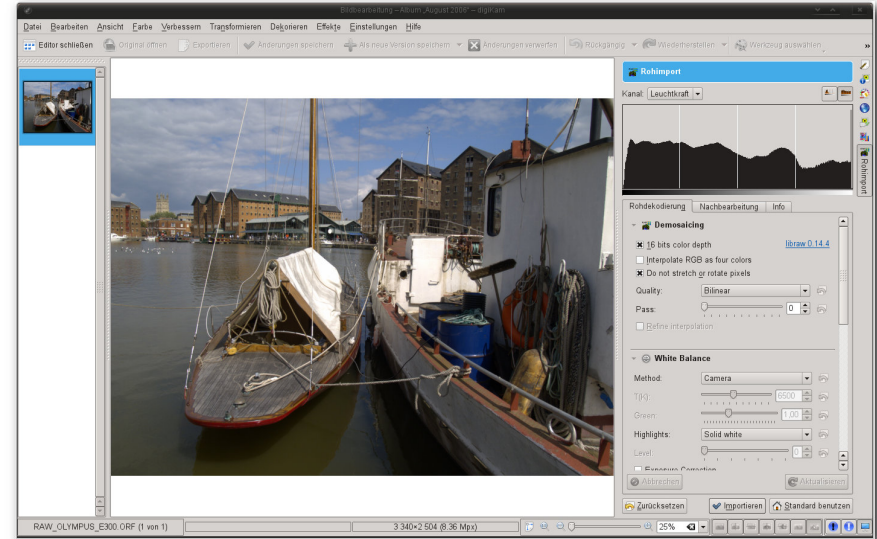 Bildbearbeitung – Album „August 2006" – digiKam
Datei Bearbeiten Ansicht Farbe Verbessern Transformieren Dekorieren Effekte Einstellungen Hilfe
Editor schließen Original öffnen Exportieren Änderungen speichern Als neue Version speichern Änderungen verwerfen Rückgängig Wiederherstellen Werkzeug auswählen »
Rohimport
Kanal: Leuchtkraft
Rohimport
Rohdekodierung Nachbearbeitung Info
Demosaicing
16 bits color depth libraw 0.14.4
Interpolate RGB as four colors
Do not stretch or rotate pixels
Quality: Bilinear
Pass: 0
Refine interpolation
White Balance
Method: Camera
T(K): 6500
Green: 1,00
Highlights: Solid white
Level: 0
Exposure Correction
Abbrechen Aktualisieren
Zurücksetzen Importieren Standard benutzen
RAW_OLYMPUS_E300.ORF (1 von 1) 3 340×2 504 (8.36 Mpx) 25%